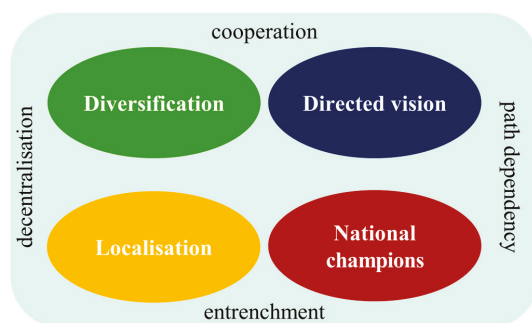 cooperation
decentralisation
Diversification
Directed vision
path dependency
Localisation
National
champions
entrenchment